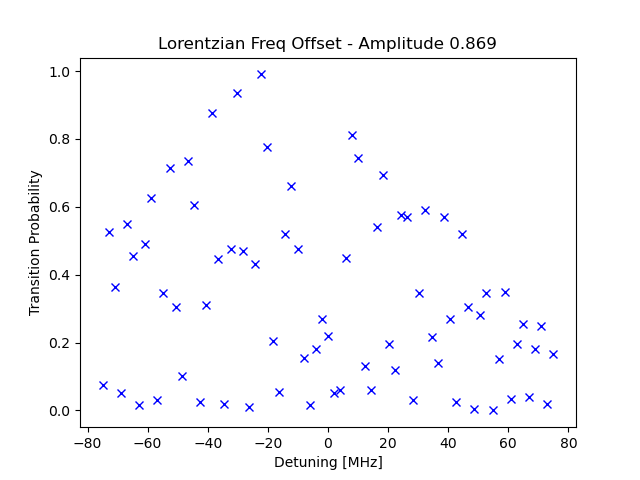 Lorentzian Freq Offset - Amplitude 0.869
1.0
0.8
0.6
0.4
0.2
0.0
Transition Probability
−80 −60 −40 −20 0 20 40 60 80
Detuning [MHz]